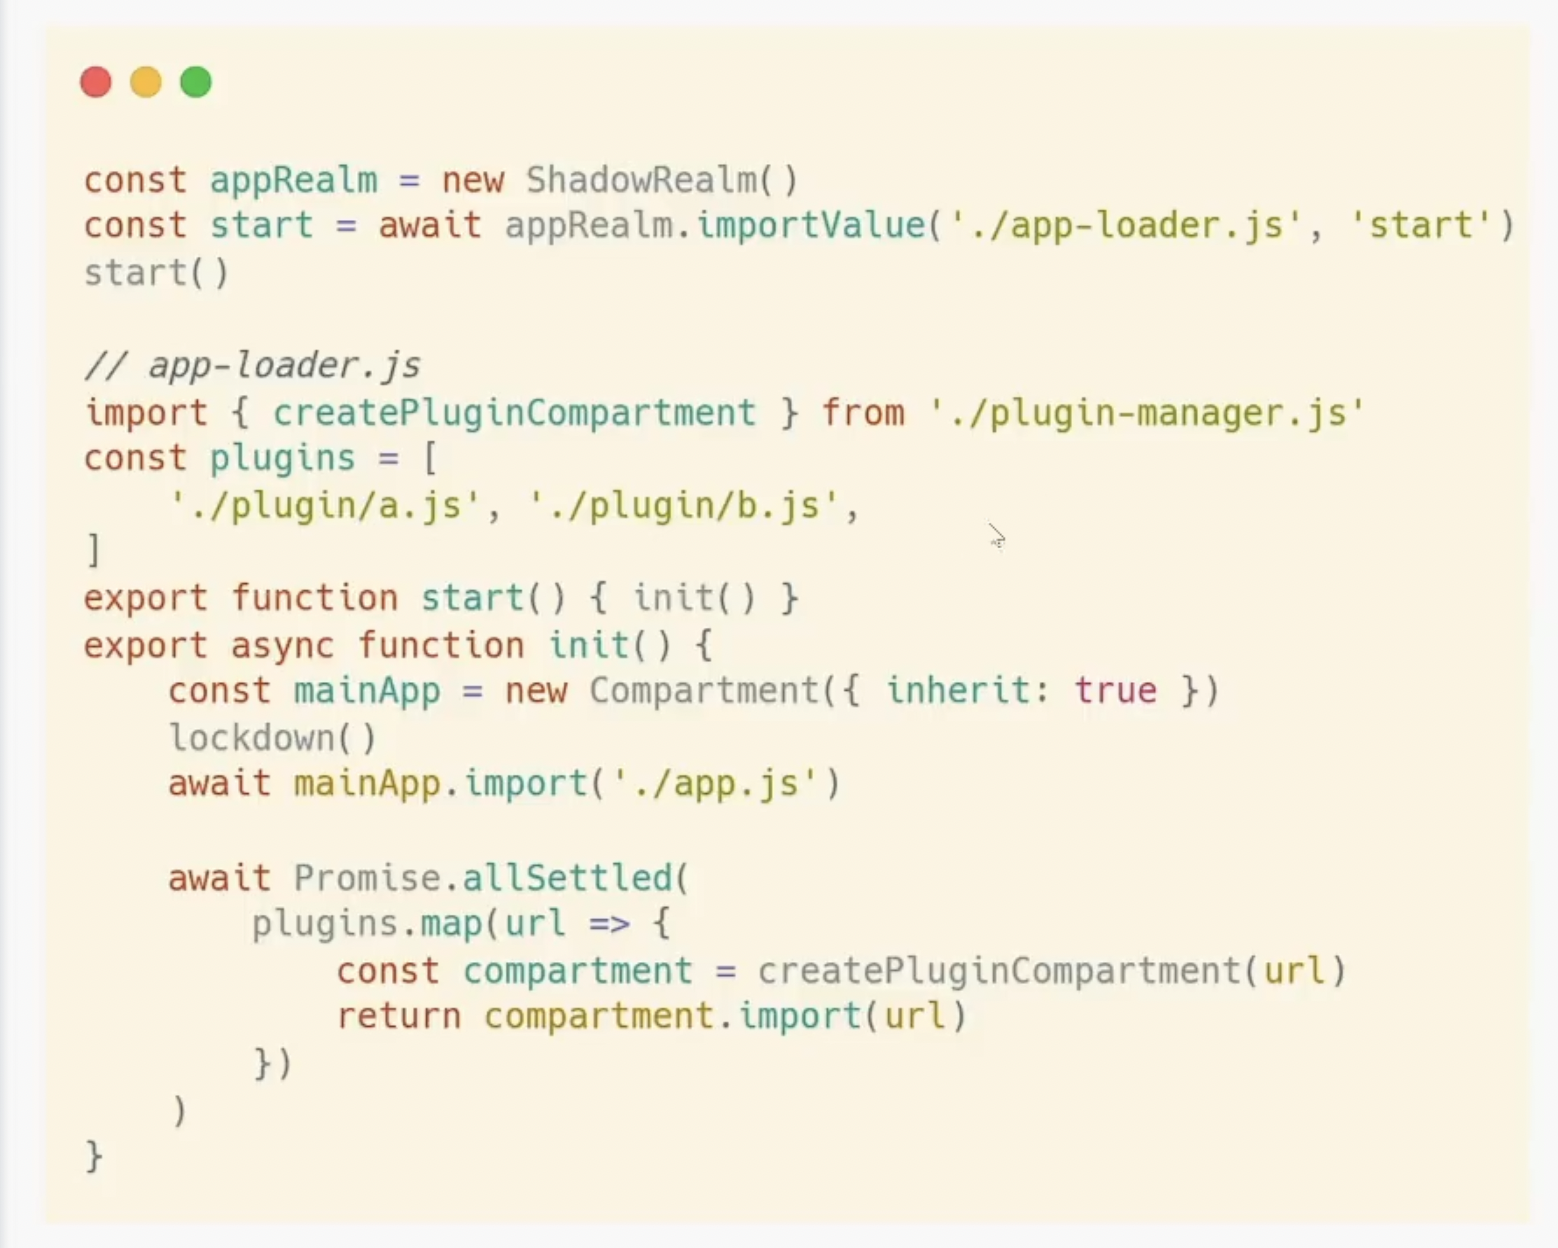 const appRealm = new ShadowRealm()
const start = await appRealm.importValue('./app-loader.js', 'start')
start()

// app-loader.js
import { createPluginCompartment } from './plugin-manager.js'
const plugins = [
    './plugin/a.js', './plugin/b.js',
]
export function start() { init() }
export async function init() {
    const mainApp = new Compartment({ inherit: true })
    lockdown()
    await mainApp.import('./app.js')

    await Promise.allSettled(
        plugins.map(url => {
            const compartment = createPluginCompartment(url)
            return compartment.import(url)
        })
    )
}